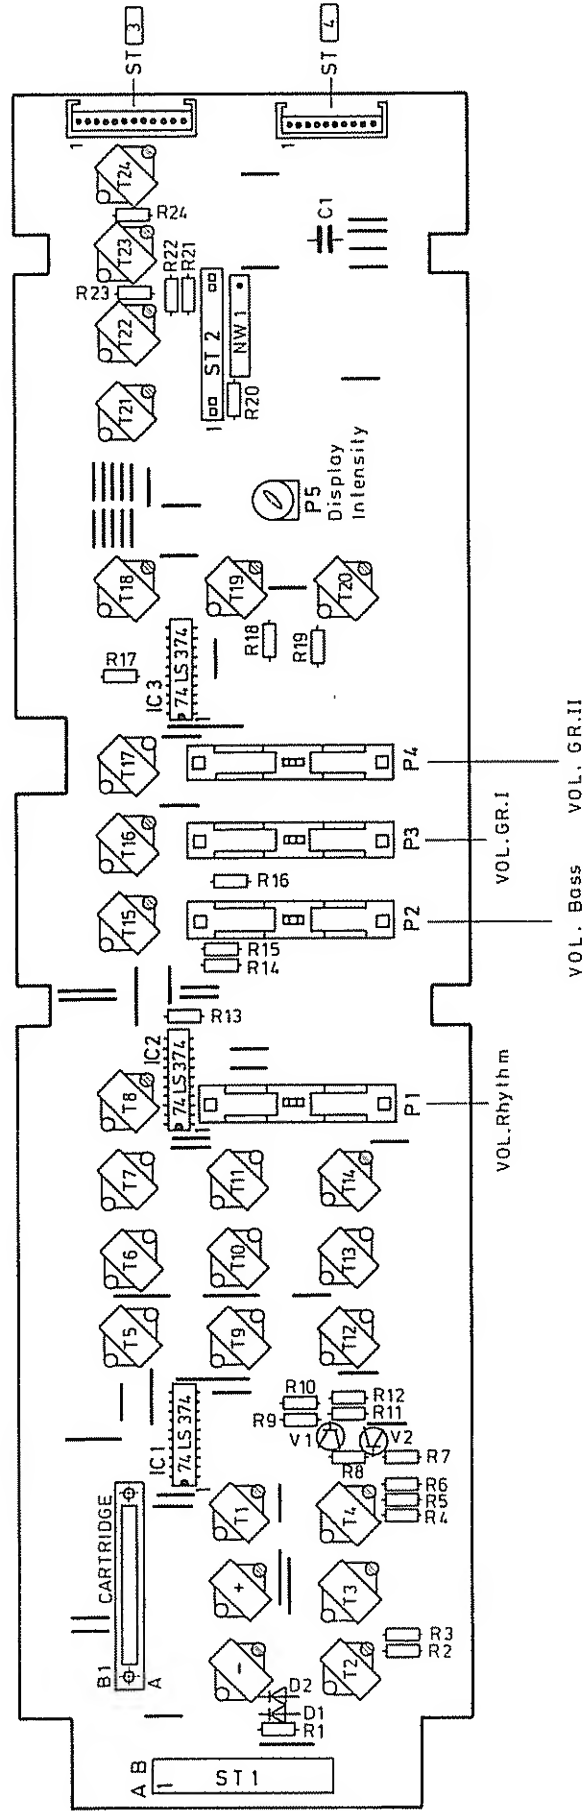 ST 3
ST 4
1
1
T24
R24
T23
R23
R22
R21
T22
C1
ST 2
NW 1
1
R20
T21
P5
Display
Intensity
T18
T19
T20
R17
R18
R19
IC3
74 LS 374
1
T17
P4
VOL. GR.II
T16
P3
VOL.GR.I
R16
T15
P2
VOL. Bass
R15
R14
R13
IC2
74 LS 374
1
T8
P1
VOL.Rhythm
T7
T11
T14
T6
T10
T13
T5
T9
T12
R10
R9
R12
R11
V1
V2
R8
R7
IC1
74 LS 374
1
R6
R5
R4
CARTRIDGE
B1
A
T1
T4
+
T3
-
T2
R3
R2
D2
D1
R1
A B
1
ST 1